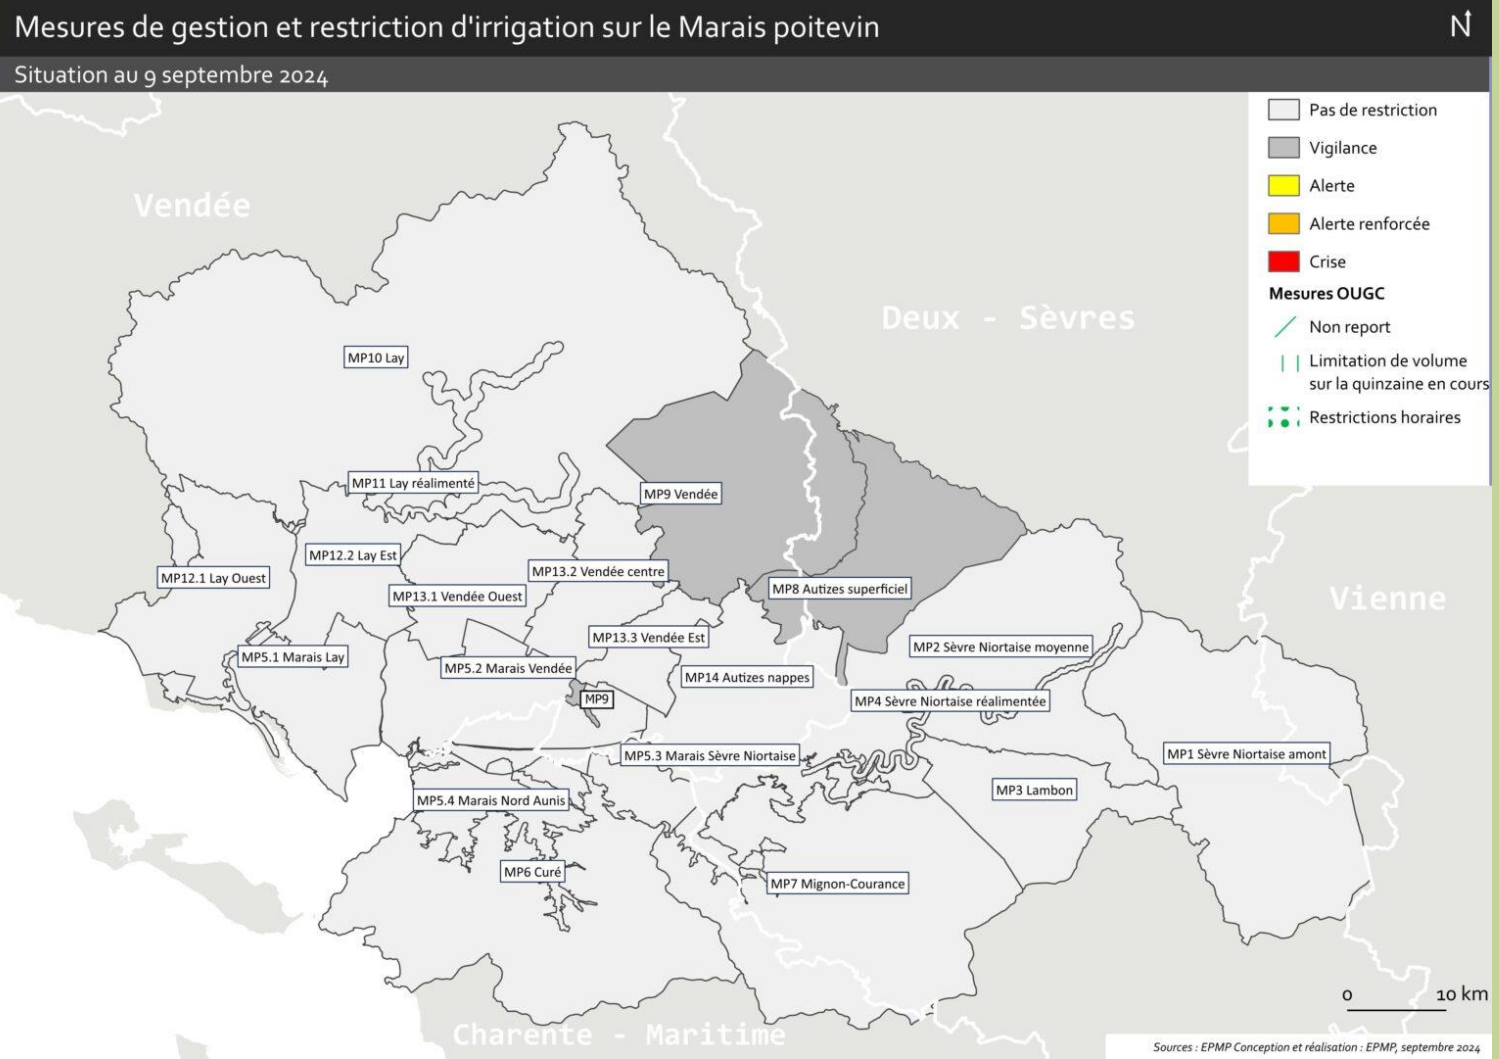 Mesures de gestion et restriction d'irrigation sur le Marais poitevin
N
Situation au 9 septembre 2024
Pas de restriction
Vigilance
Alerte
Alerte renforcée
Crise
Mesures OUGC
Non report
Limitation de volume
sur la quinzaine en cours
Restrictions horaires
Vendée
Deux - Sèvres
MP10 Lay
MP11 Lay réalimenté
MP9 Vendée
MP12.2 Lay Est
MP13.2 Vendée centre
MP12.1 Lay Ouest
MP8 Autizes superficiel
MP13.1 Vendée Ouest
Vienne
MP13.3 Vendée Est
MP2 Sèvre Niortaise moyenne
MP5.1 Marais Lay
MP5.2 Marais Vendée
MP14 Autizes nappes
MP9
MP4 Sèvre Niortaise réalimentée
MP5.3 Marais Sèvre Niortaise
MP1 Sèvre Niortaise amont
MP3 Lambon
MP5.4 Marais Nord Aunis
MP6 Curé
MP7 Mignon-Courance
0 10 km
Charente - Maritime
Sources : EPMP Conception et réalisation : EPMP, septembre 2024